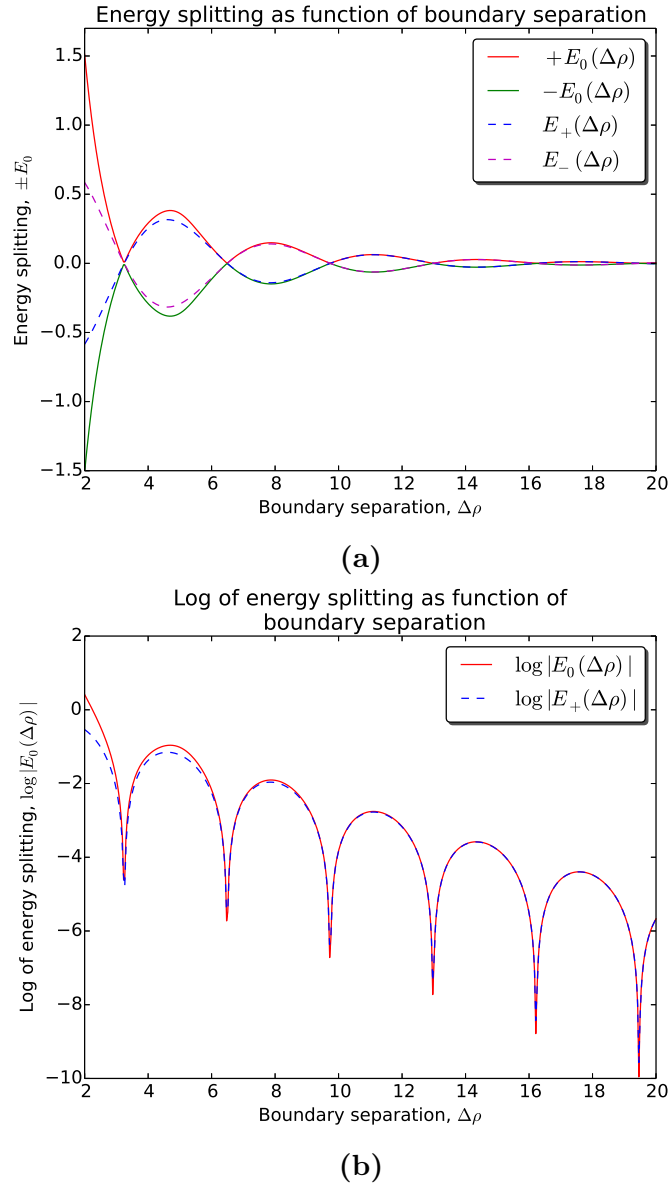 Energy splitting as function of boundary separation
+E₀(Δρ)
−E₀(Δρ)
E₊(Δρ)
E₋(Δρ)
Energy splitting, ±E₀
1.5
1.0
0.5
0.0
−0.5
−1.0
−1.5
2 4 6 8 10 12 14 16 18 20
Boundary separation, Δρ
(a)
Log of energy splitting as function of
boundary separation
log|E₀(Δρ)|
log|E₊(Δρ)|
Log of energy splitting, log|E₀(Δρ)|
2
0
−2
−4
−6
−8
−10
2 4 6 8 10 12 14 16 18 20
Boundary separation, Δρ
(b)